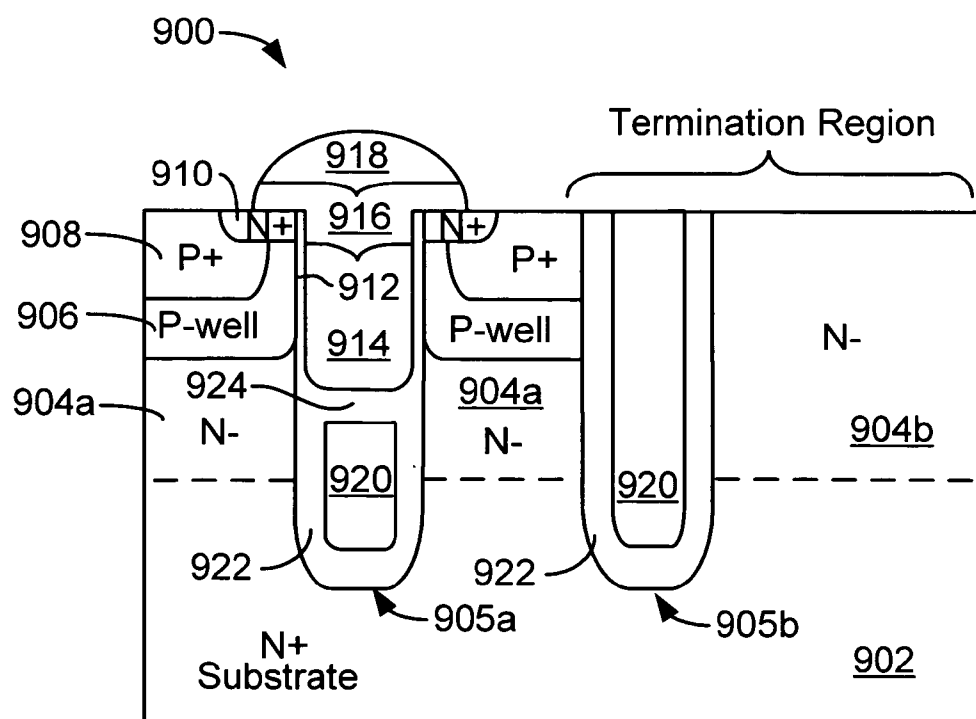 900
Termination Region
918
910
N +
916
N +
908
P+
912
P+
906
P-well
914
P-well
N-
924
904a
904a
N-
N-
904b
920
920
922
922
905a
905b
N+
Substrate
902